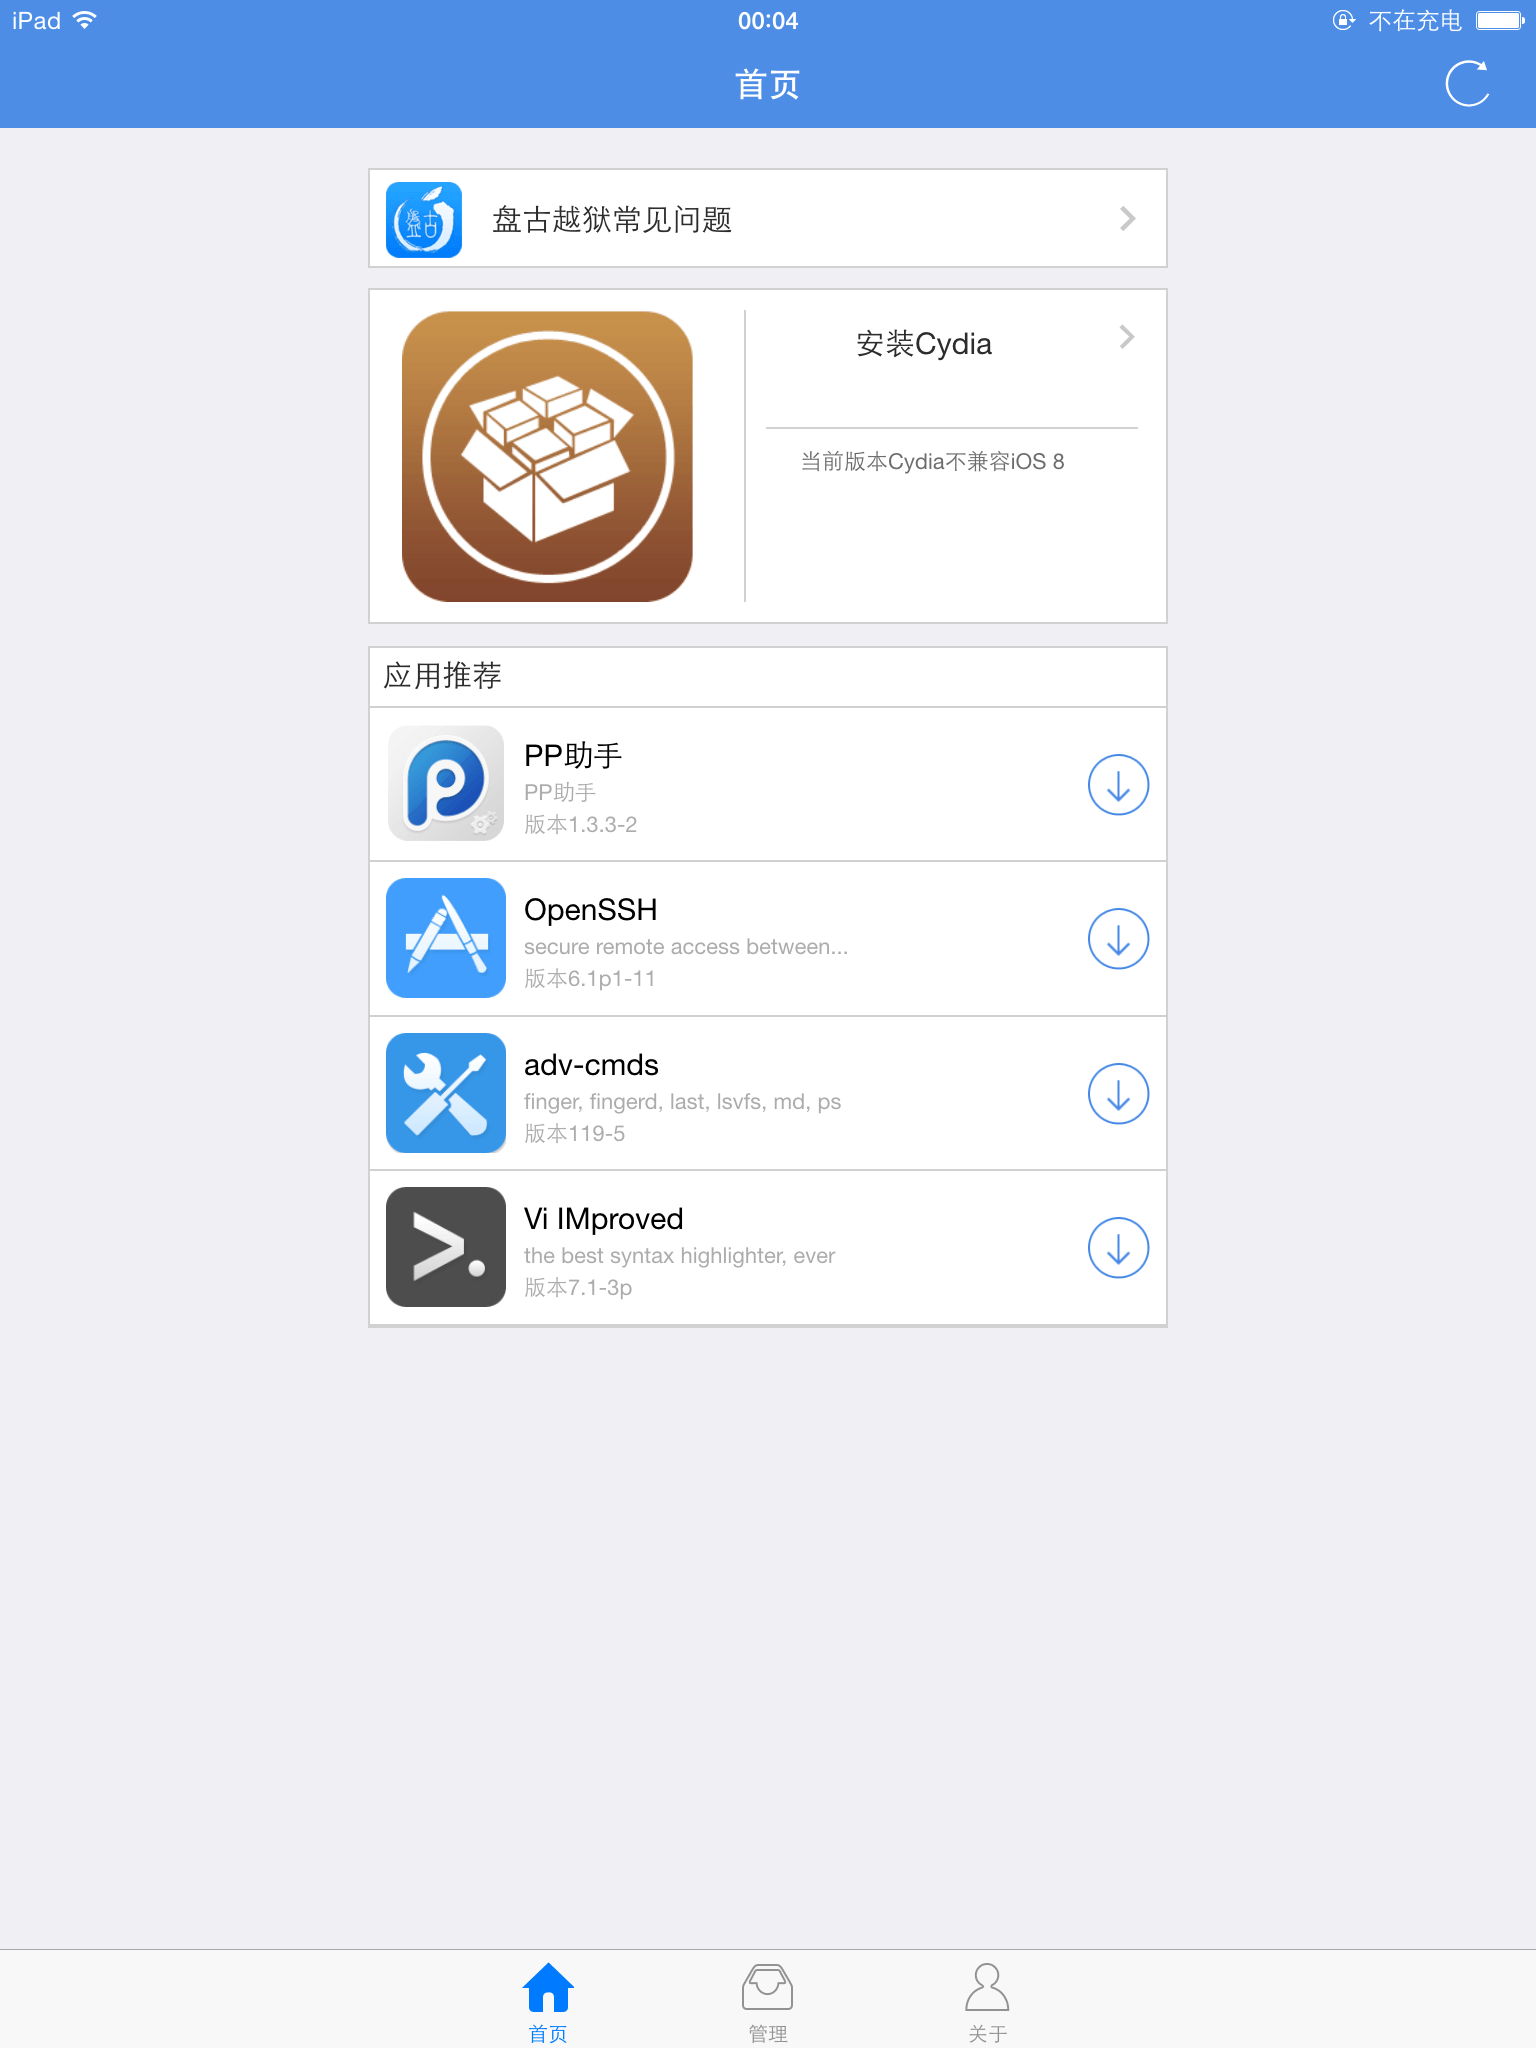 iPad
00:04
不在充电
首页
盘古
盘古越狱常见问题
安装Cydia
当前版本Cydia不兼容iOS 8
应用推荐
PP助手
PP助手
版本1.3.3-2
OpenSSH
secure remote access between...
版本6.1p1-11
adv-cmds
finger, fingerd, last, lsvfs, md, ps
版本119-5
Vi IMproved
the best syntax highlighter, ever
版本7.1-3p
首页
管理
关于